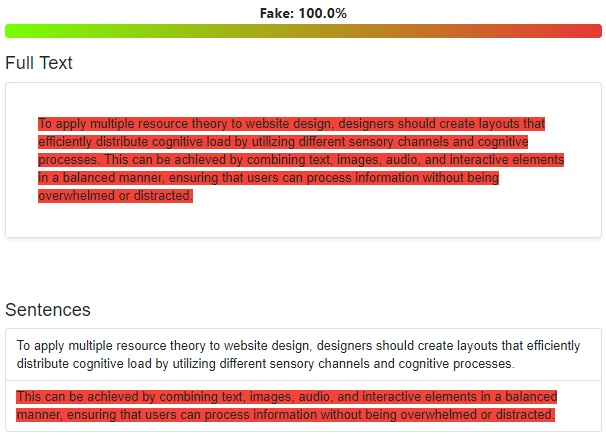 Fake: 100.0%
Full Text
To apply multiple resource theory to website design, designers should create layouts that
efficiently distribute cognitive load by utilizing different sensory channels and cognitive
processes. This can be achieved by combining text, images, audio, and interactive elements
in a balanced manner, ensuring that users can process information without being
overwhelmed or distracted.
Sentences
To apply multiple resource theory to website design, designers should create layouts that efficiently
distribute cognitive load by utilizing different sensory channels and cognitive processes.
This can be achieved by combining text, images, audio, and interactive elements in a balanced
manner, ensuring that users can process information without being overwhelmed or distracted.